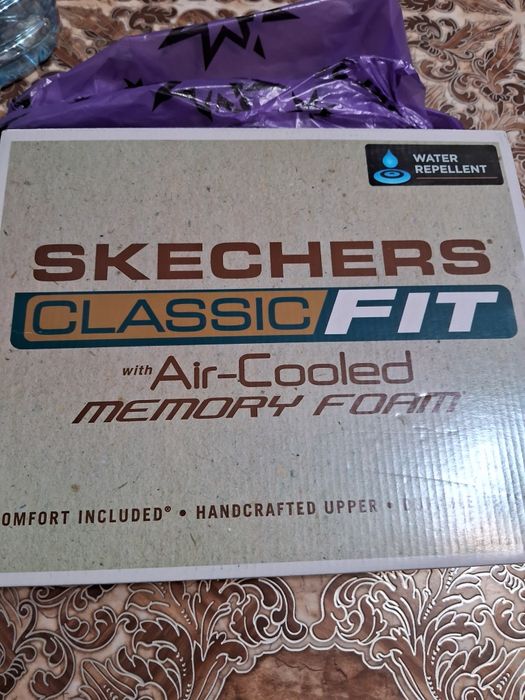 WATER
REPELLENT
SKECHERS®
CLASSIC FIT
with Air-Cooled
MEMORY FOAM®
OMFORT INCLUDED® • HANDCRAFTED UPPER •